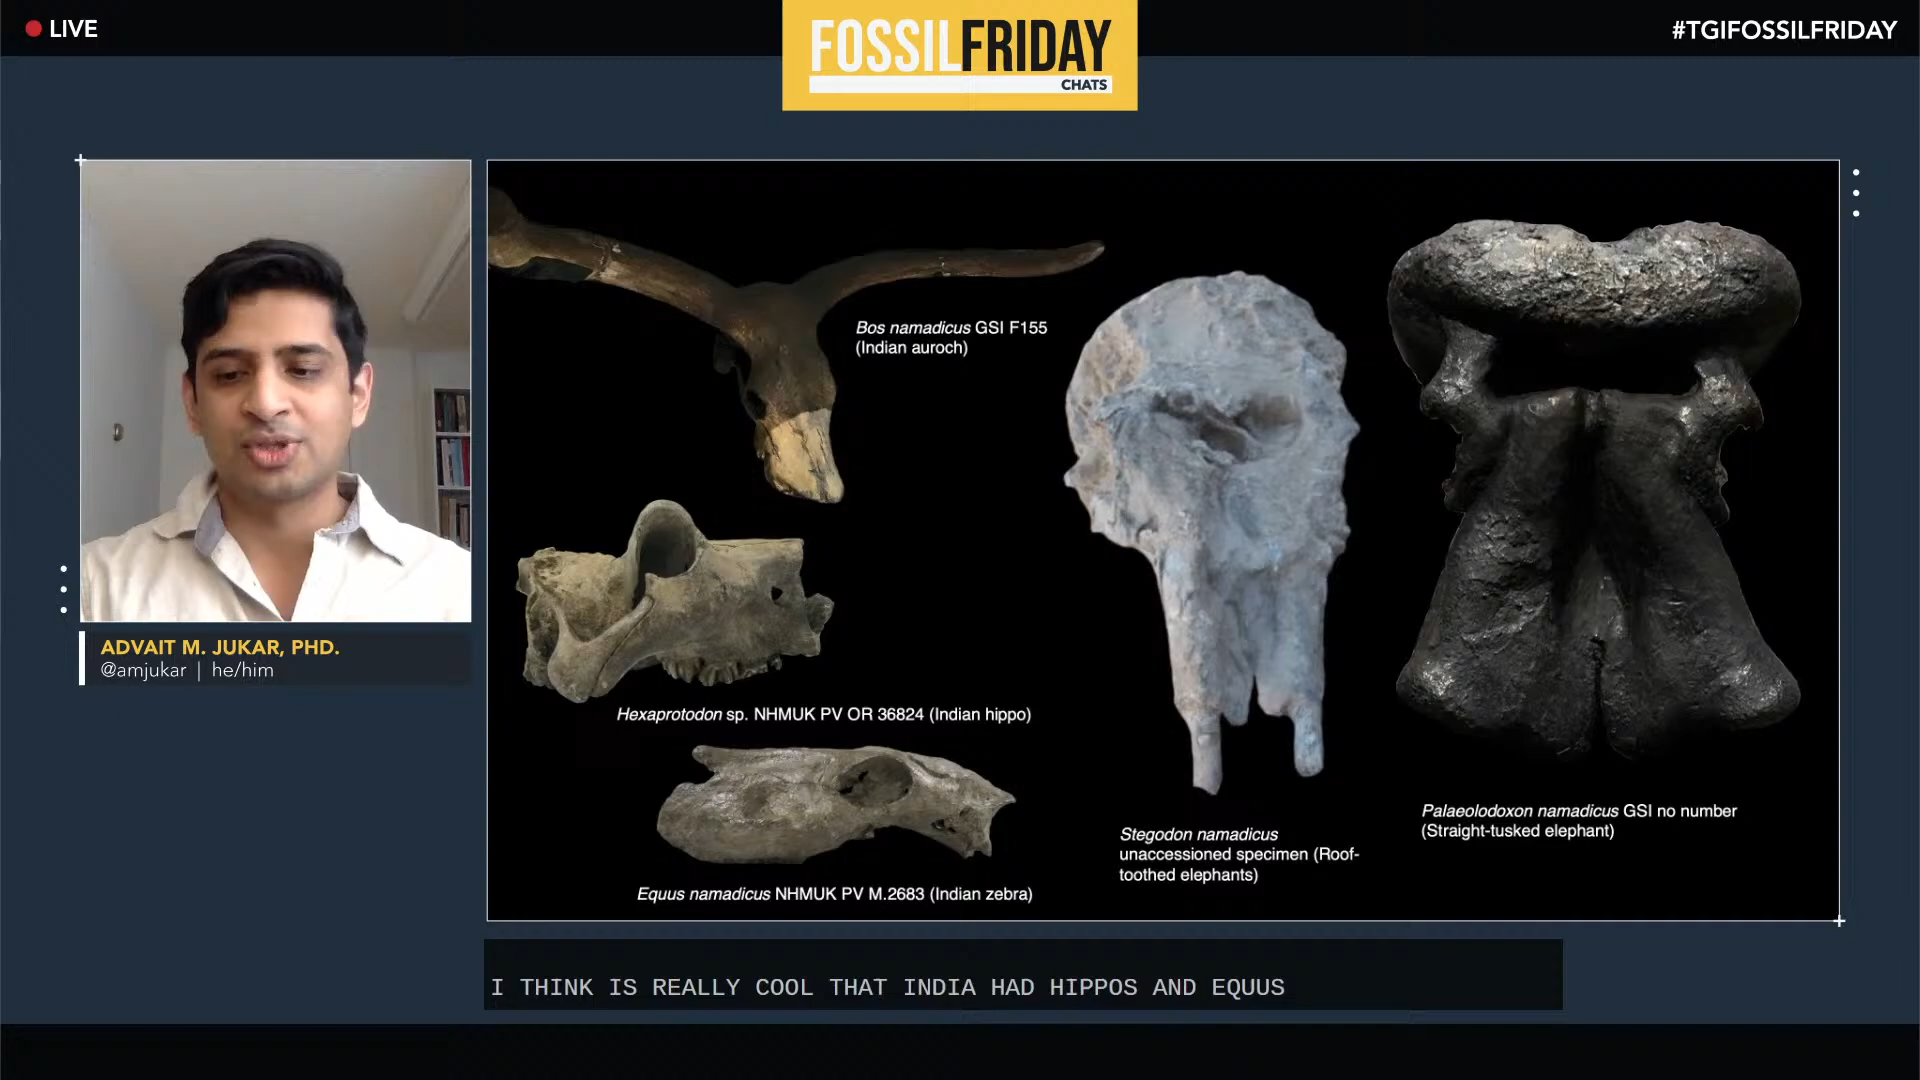 LIVE
FOSSILFRIDAY
CHATS
#TGIFOSSILFRIDAY
Bos namadicus GSI F155
(Indian auroch)
Hexaprotodon sp. NHMUK PV OR 36824 (Indian hippo)
Equus namadicus NHMUK PV M.2683 (Indian zebra)
Stegodon namadicus
unaccessioned specimen (Roof-
toothed elephants)
Palaeolodoxon namadicus GSI no number
(Straight-tusked elephant)
ADVAIT M. JUKAR, PHD.
@amjukar | he/him
I THINK IS REALLY COOL THAT INDIA HAD HIPPOS AND EQUUS